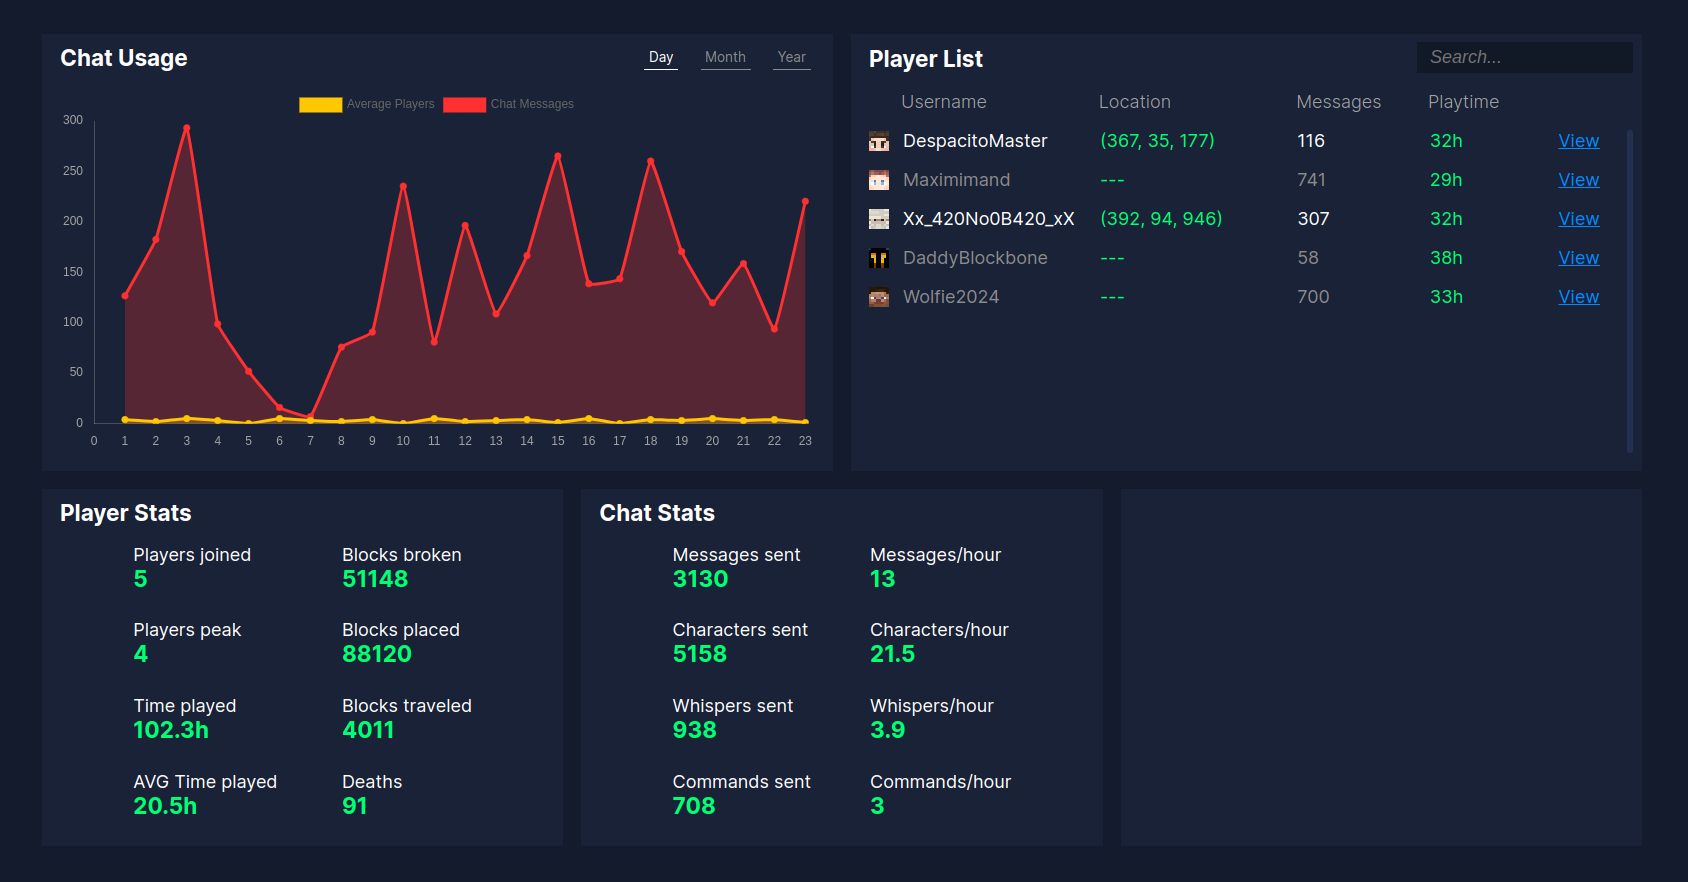 Chat Usage
Day Month Year
Average Players Chat Messages
300
250
200
150
100
50
0
0 1 2 3 4 5 6 7 8 9 10 11 12 13 14 15 16 17 18 19 20 21 22 23
Player List
Search...
Username Location Messages Playtime
DespacitoMaster (367, 35, 177) 116 32h View
Maximimand --- 741 29h View
Xx_420No0B420_xX (392, 94, 946) 307 32h View
DaddyBlockbone --- 58 38h View
Wolfie2024 --- 700 33h View
Player Stats
Players joined Blocks broken
5 51148
Players peak Blocks placed
4 88120
Time played Blocks traveled
102.3h 4011
AVG Time played Deaths
20.5h 91
Chat Stats
Messages sent Messages/hour
3130 13
Characters sent Characters/hour
5158 21.5
Whispers sent Whispers/hour
938 3.9
Commands sent Commands/hour
708 3